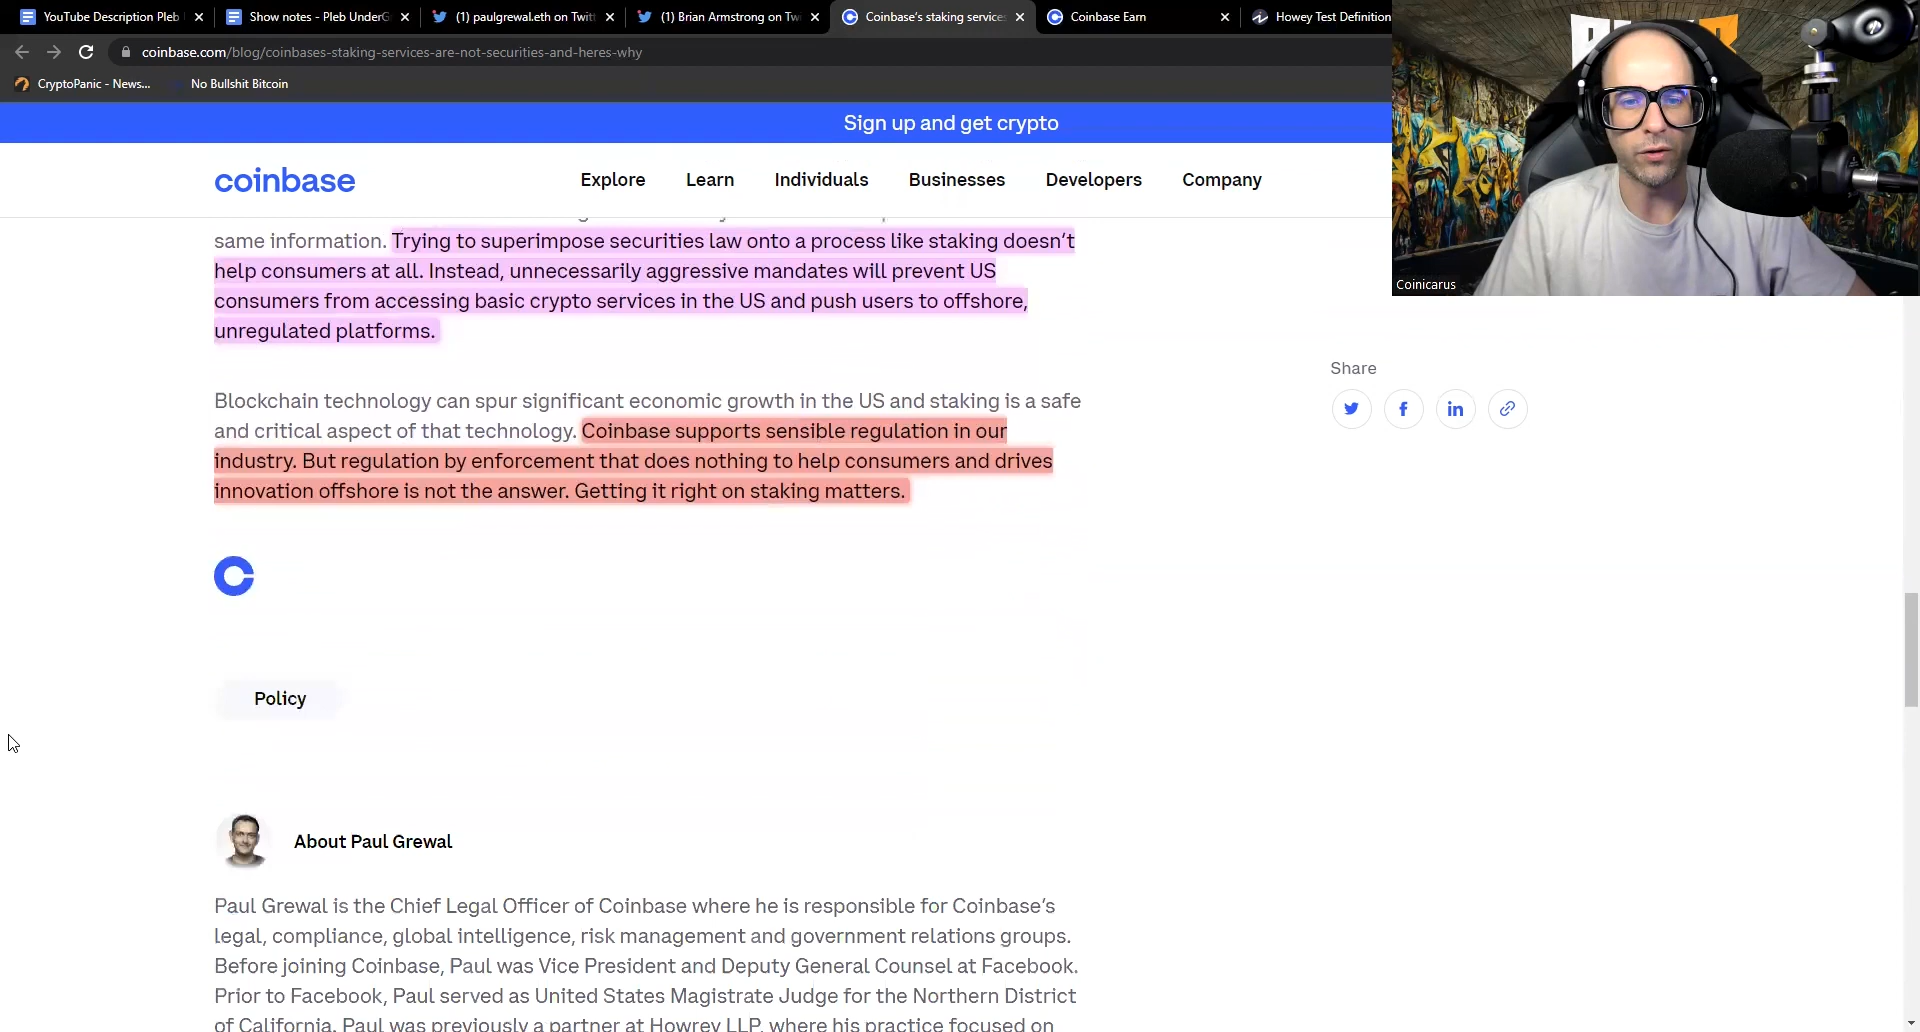 YouTube Description Pleb
Show notes - Pleb UnderG
(1) paulgrewal.eth on Twitt
(1) Brian Armstrong on Tw
Coinbase's staking services
Coinbase Earn
Howey Test Definition
coinbase.com/blog/coinbases-staking-services-are-not-securities-and-heres-why
CryptoPanic - News...
No Bullshit Bitcoin
Sign up and get crypto
coinbase
Explore
Learn
Individuals
Businesses
Developers
Company
Coinicarus
same information. Trying to superimpose securities law onto a process like staking doesn't
help consumers at all. Instead, unnecessarily aggressive mandates will prevent US
consumers from accessing basic crypto services in the US and push users to offshore,
unregulated platforms.
Share
Blockchain technology can spur significant economic growth in the US and staking is a safe
and critical aspect of that technology. Coinbase supports sensible regulation in our
industry. But regulation by enforcement that does nothing to help consumers and drives
innovation offshore is not the answer. Getting it right on staking matters.
Policy
About Paul Grewal
Paul Grewal is the Chief Legal Officer of Coinbase where he is responsible for Coinbase's
legal, compliance, global intelligence, risk management and government relations groups.
Before joining Coinbase, Paul was Vice President and Deputy General Counsel at Facebook.
Prior to Facebook, Paul served as United States Magistrate Judge for the Northern District
of California. Paul was previously a partner at Howrey LLP, where his practice focused on